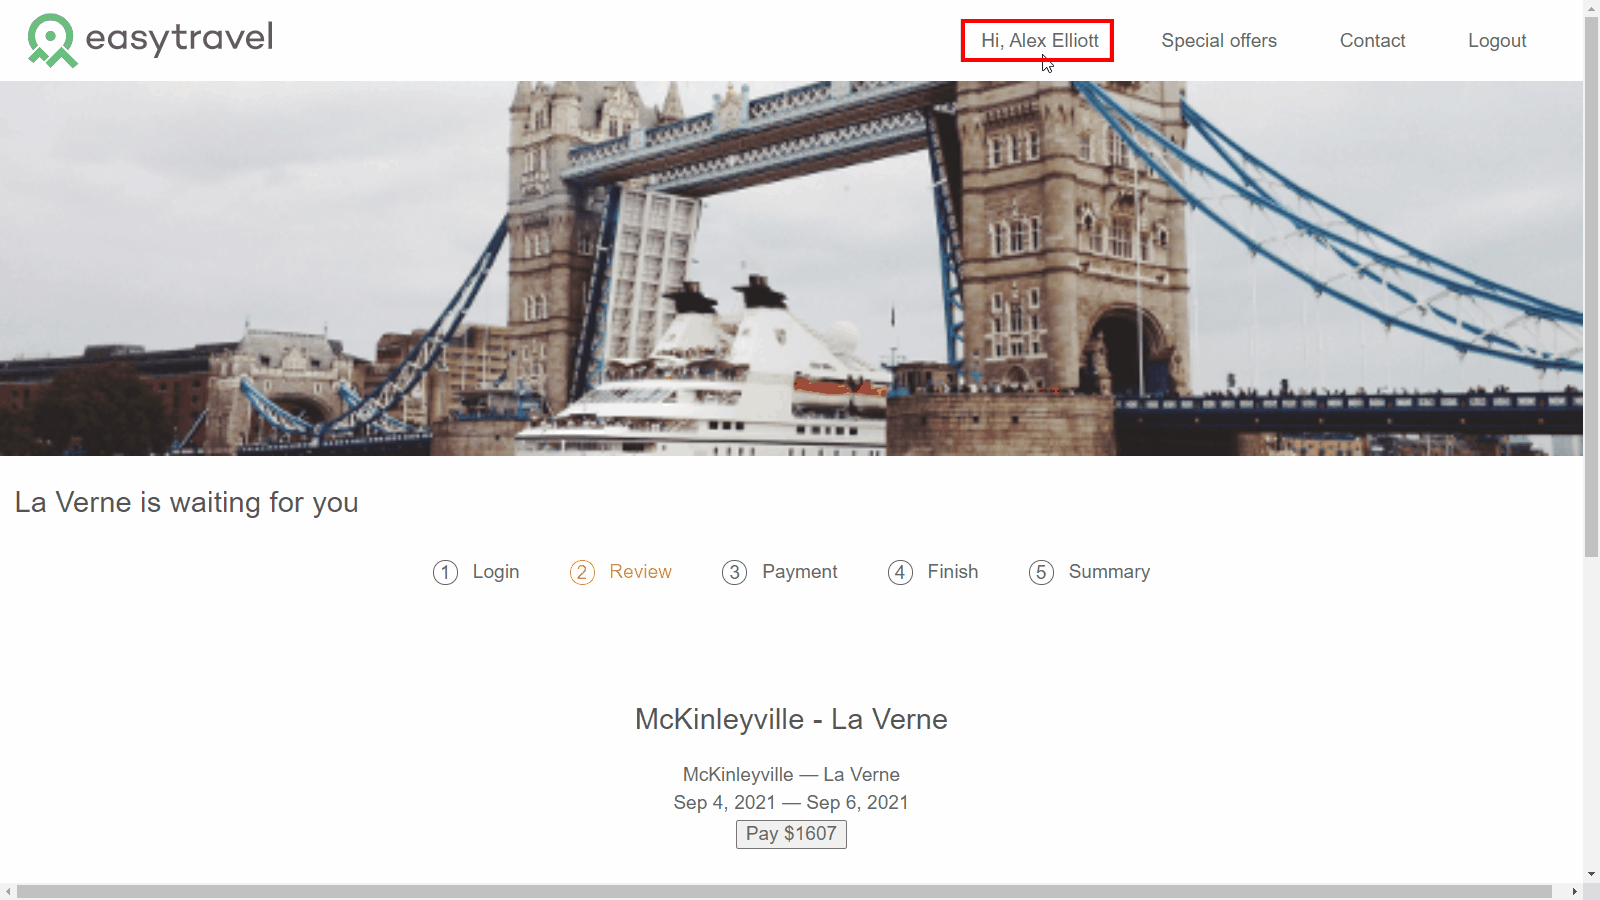 easytravel
Hi, Alex Elliott
Special offers
Contact
Logout
La Verne is waiting for you
1 Login
2 Review
3 Payment
4 Finish
5 Summary
McKinleyville - La Verne
McKinleyville — La Verne
Sep 4, 2021 — Sep 6, 2021
Pay $1607